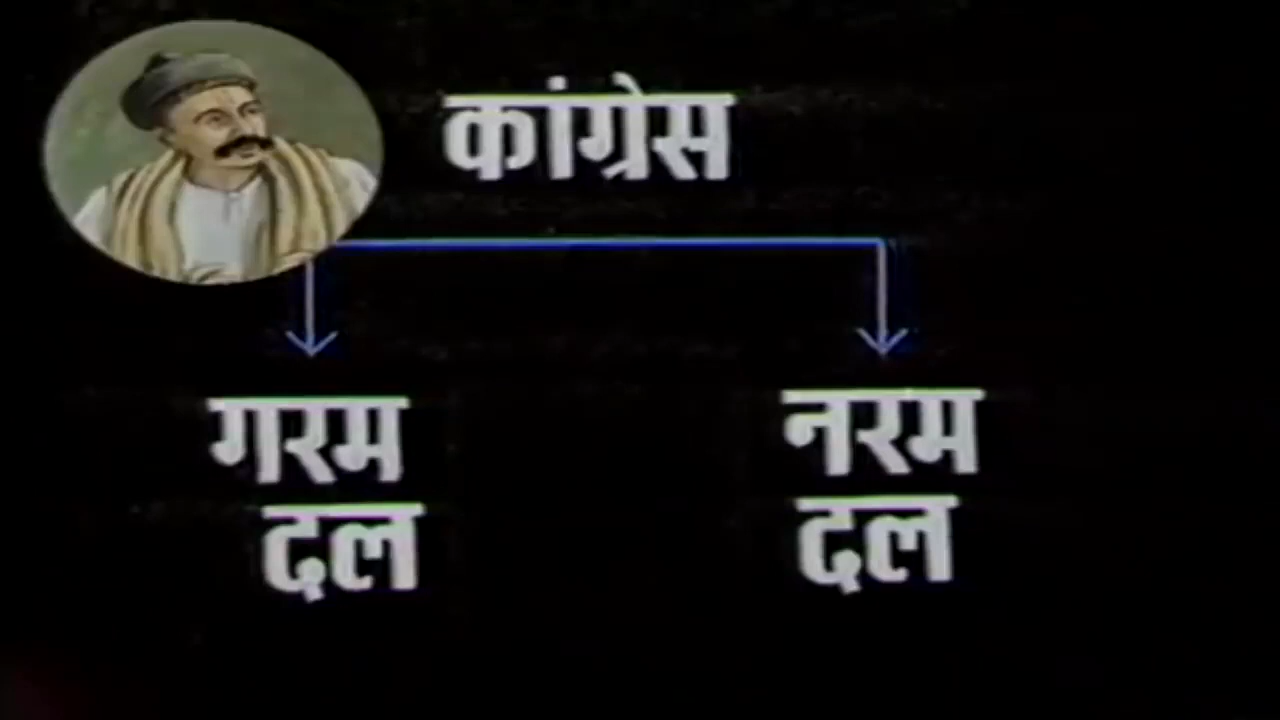 कांग्रेस
गरम
दल
नरम
दल